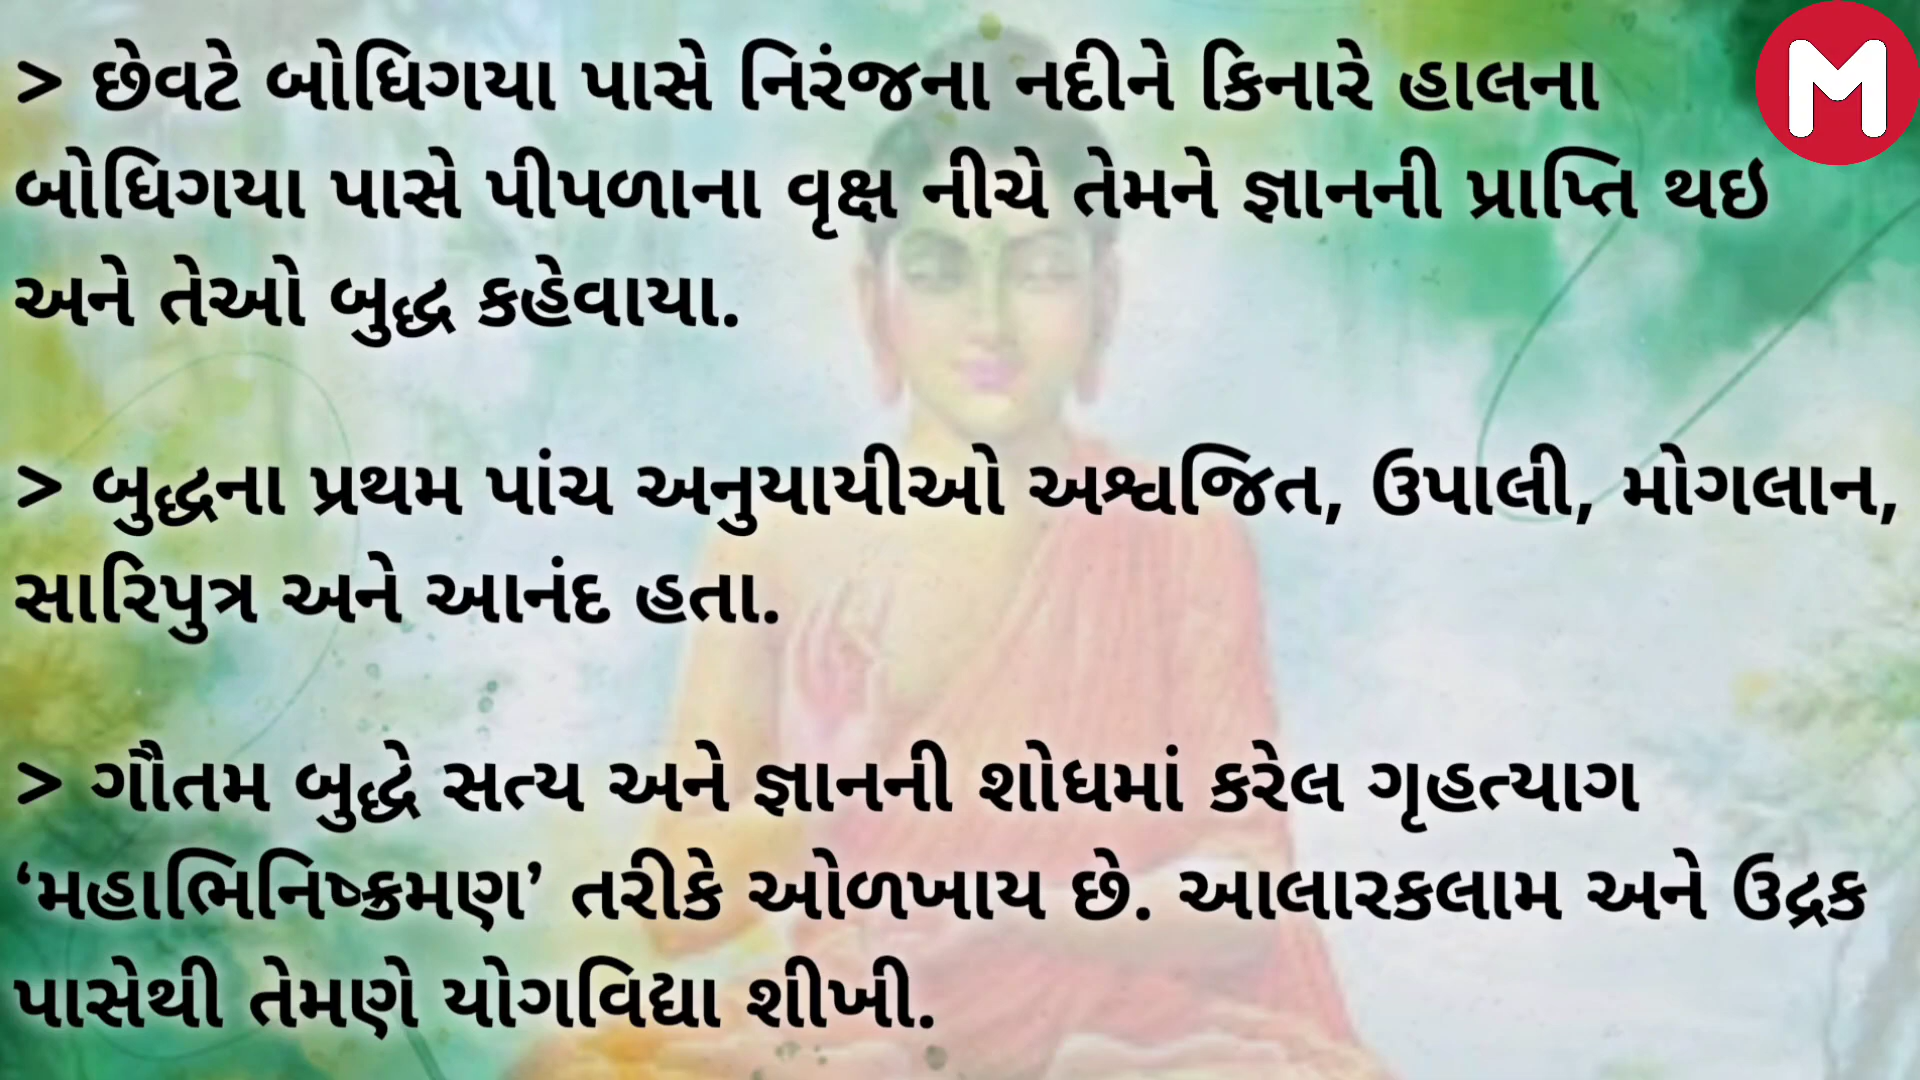 > છેવટે બોધિગયા પાસે નિરંજના નદીને કિનારે હાલના
બોધિગયા પાસે પીપળાના વૃક્ષ નીચે તેમને જ્ઞાનની પ્રાપ્તિ થઇ
અને તેઓ બુદ્ધ કહેવાયા.
> બુદ્ધના પ્રથમ પાંચ અનુયાયીઓ અશ્વજિત, ઉપાલી, મોગલાન,
સારિપુત્ર અને આનંદ હતા.
> ગૌતમ બુદ્ધે સત્ય અને જ્ઞાનની શોધમાં કરેલ ગૃહત્યાગ
‘મહાભિનિષ્ક્રમણ’ તરીકે ઓળખાય છે. આલારકલામ અને ઉદ્રક
પાસેથી તેમણે યોગવિદ્યા શીખી.
M